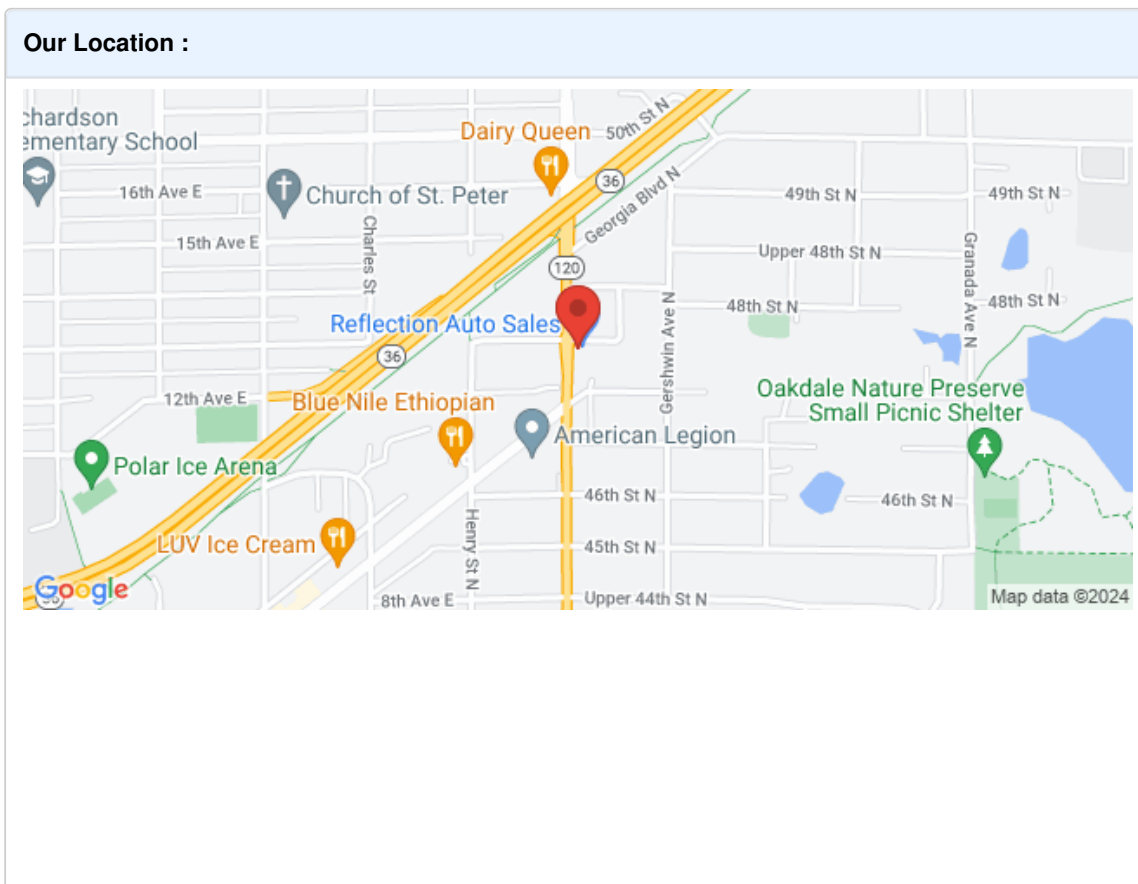 Our Location :
chardson
ementary School
Dairy Queen
50th St N
36
Georgia Blvd N
16th Ave E
Church of St. Peter
49th St N
49th St N
15th Ave E
Charles St
Upper 48th St N
Granada Ave N
120
48th St N
48th St N
Reflection Auto Sales
Gershwin Ave N
36
12th Ave E
Blue Nile Ethiopian
Oakdale Nature Preserve
Small Picnic Shelter
American Legion
Polar Ice Arena
46th St N
46th St N
Henry St N
LUV Ice Cream
45th St N
Google
8th Ave E
Upper 44th St N
Map data ©2024